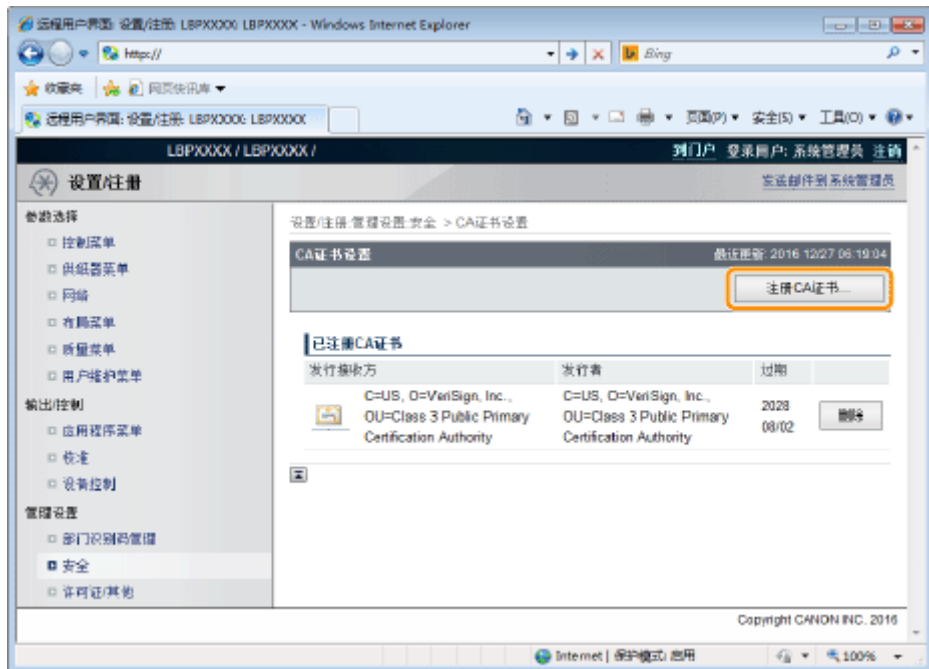 远程用户界面: 设置/注册: LBPXXXX: LBPXXXX - Windows Internet Explorer
https://
Bing
收藏夹 网页快讯库
远程用户界面: 设置/注册: LBPXXXX: LBPXXXX
页面(P) 安全(S) 工具(O)
LBPXXXX / LBPXXXX /
到门户 登录用户: 系统管理员 注销
设置/注册
发送邮件到系统管理员
参数选择
控制菜单
供纸器菜单
网络
布局菜单
质量菜单
用户维护菜单
输出/控制
应用程序菜单
校准
设备控制
管理设置
部门识别码管理
安全
许可证/其他
设置/注册:管理设置:安全 > CA证书设置
CA证书设置
最近更新: 2016 12/27 06:19:04
注册CA证书...
已注册CA证书
发行接收方 发行者 过期
C=US, O=VeriSign, Inc., OU=Class 3 Public Primary Certification Authority
C=US, O=VeriSign, Inc., OU=Class 3 Public Primary Certification Authority
2028 08/02
删除
Copyright CANON INC. 2016
Internet | 保护模式: 启用
100%